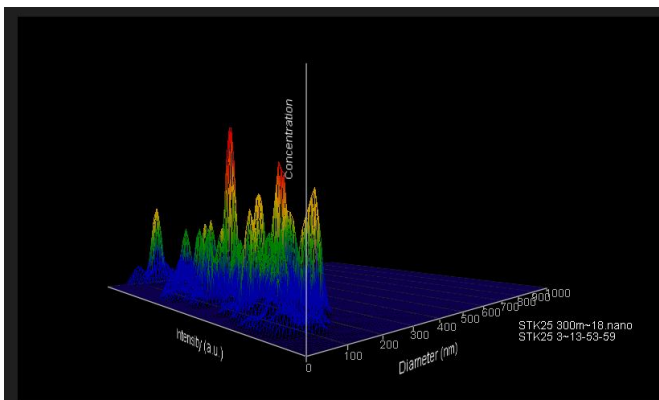 Concentration
Intensity (a.u.)
Diameter (nm)
0
100
200
300
400
500
600
700
800
900
1000
STK25 300m~18.nano
STK25 3~13-53-59